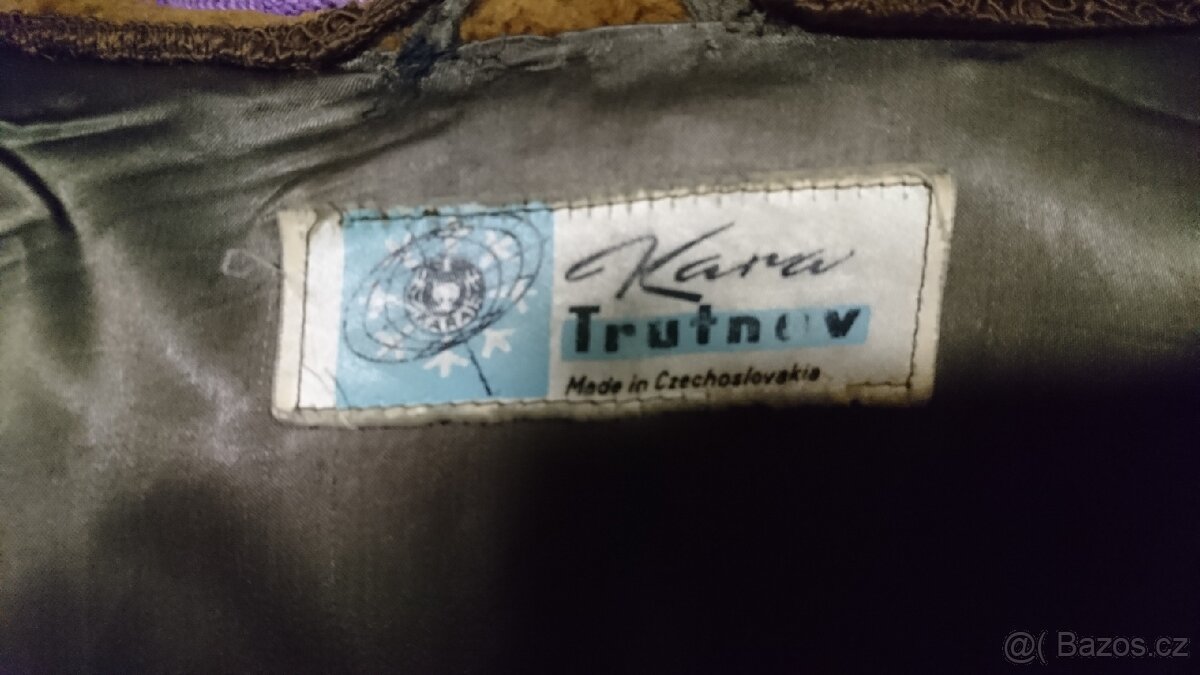 Kara
Trutnov
Made in Czechoslovakia
@( Bazos.cz